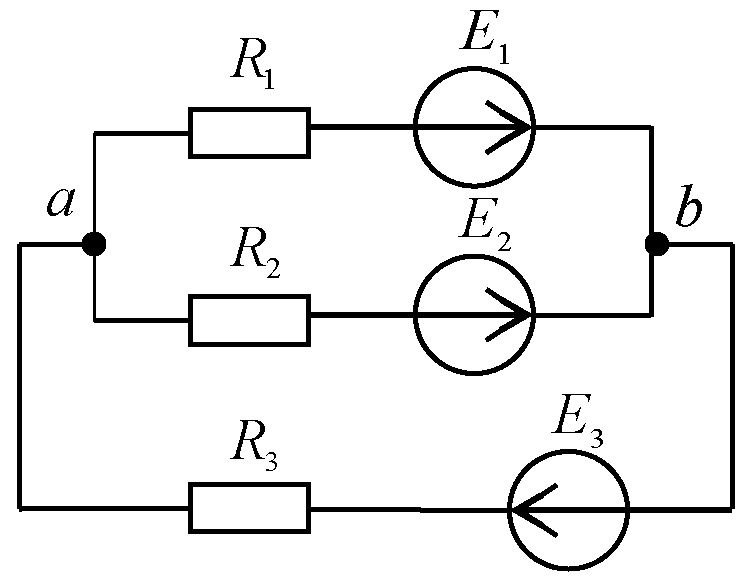 E₁
R₁
a
b
E₂
R₂
E₃
R₃